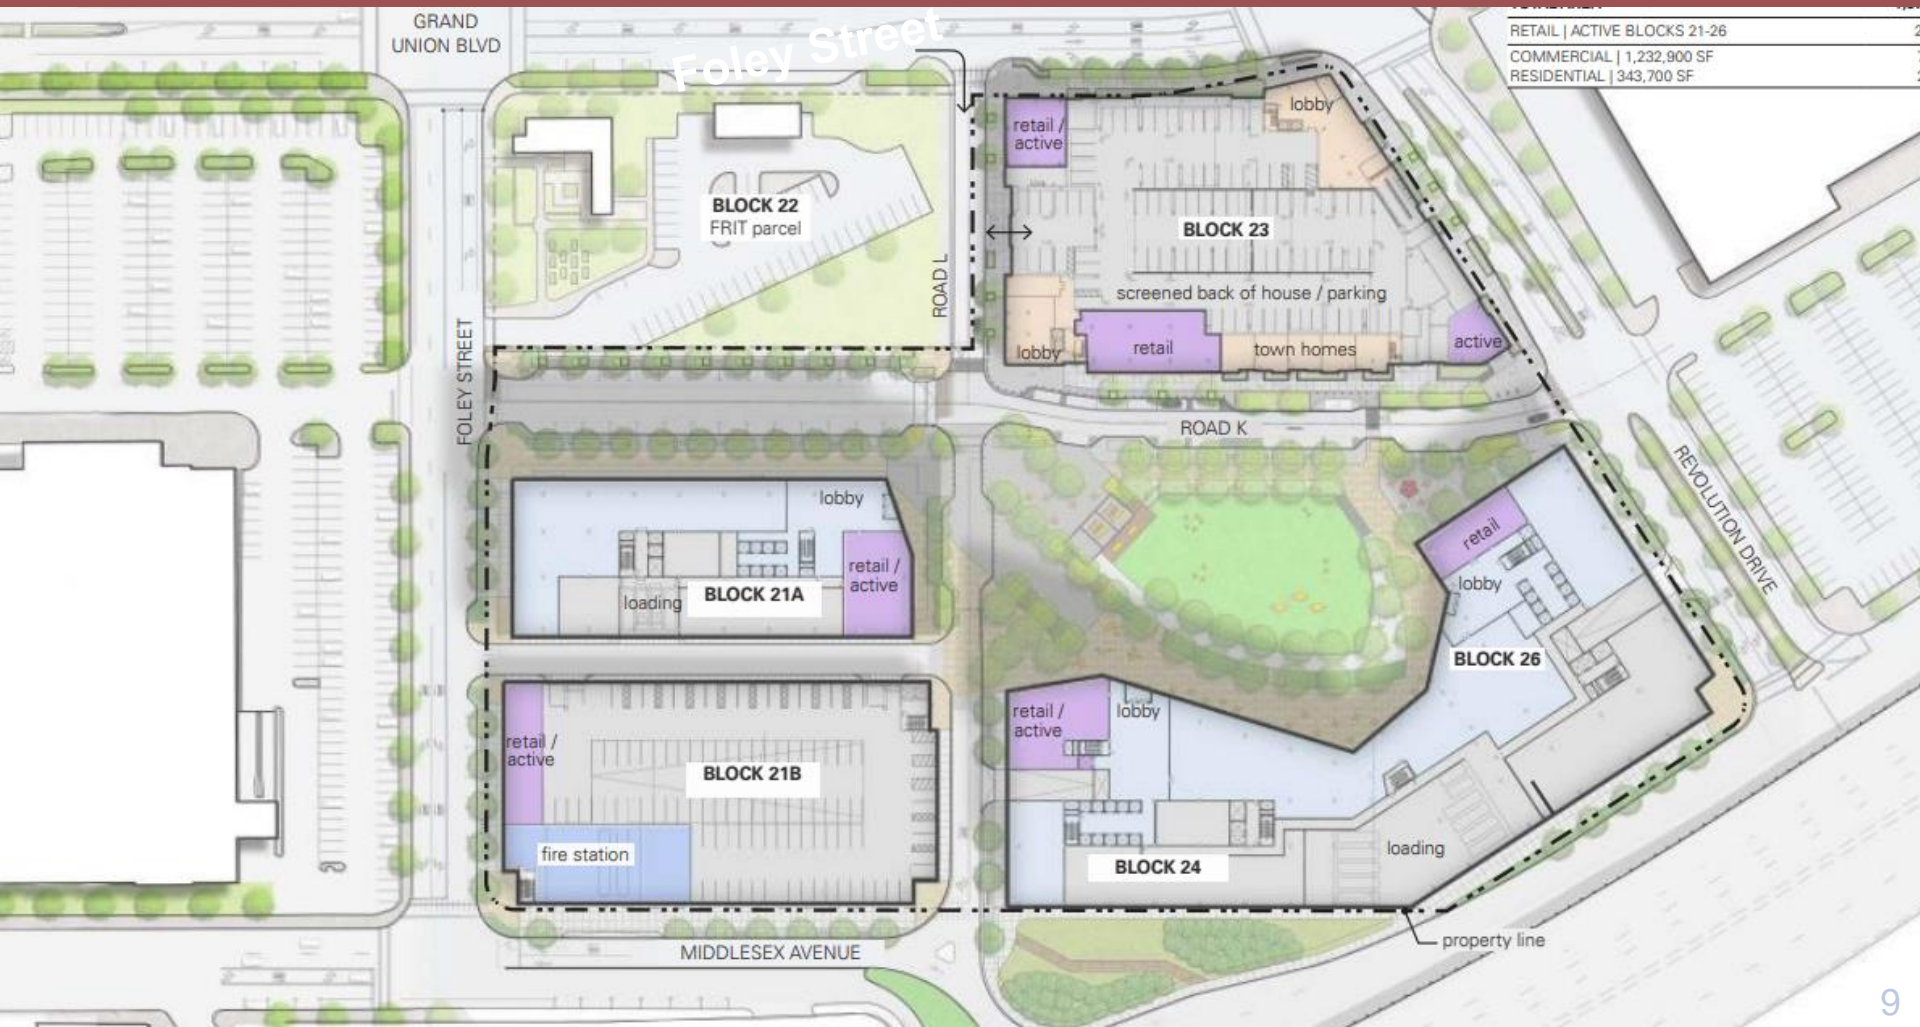 GRAND
UNION BLVD
Foley Street
RETAIL | ACTIVE BLOCKS 21-26
COMMERCIAL | 1,232,900 SF
RESIDENTIAL | 343,700 SF
lobby
retail /
active
BLOCK 22
FRIT parcel
BLOCK 23
ROAD L
screened back of house / parking
FOLEY STREET
lobby
retail
town homes
active
ROAD K
REVOLUTION DRIVE
lobby
retail
retail /
active
lobby
loading
BLOCK 21A
BLOCK 26
retail /
active
lobby
retail /
active
BLOCK 21B
fire station
loading
BLOCK 24
property line
MIDDLESEX AVENUE
9